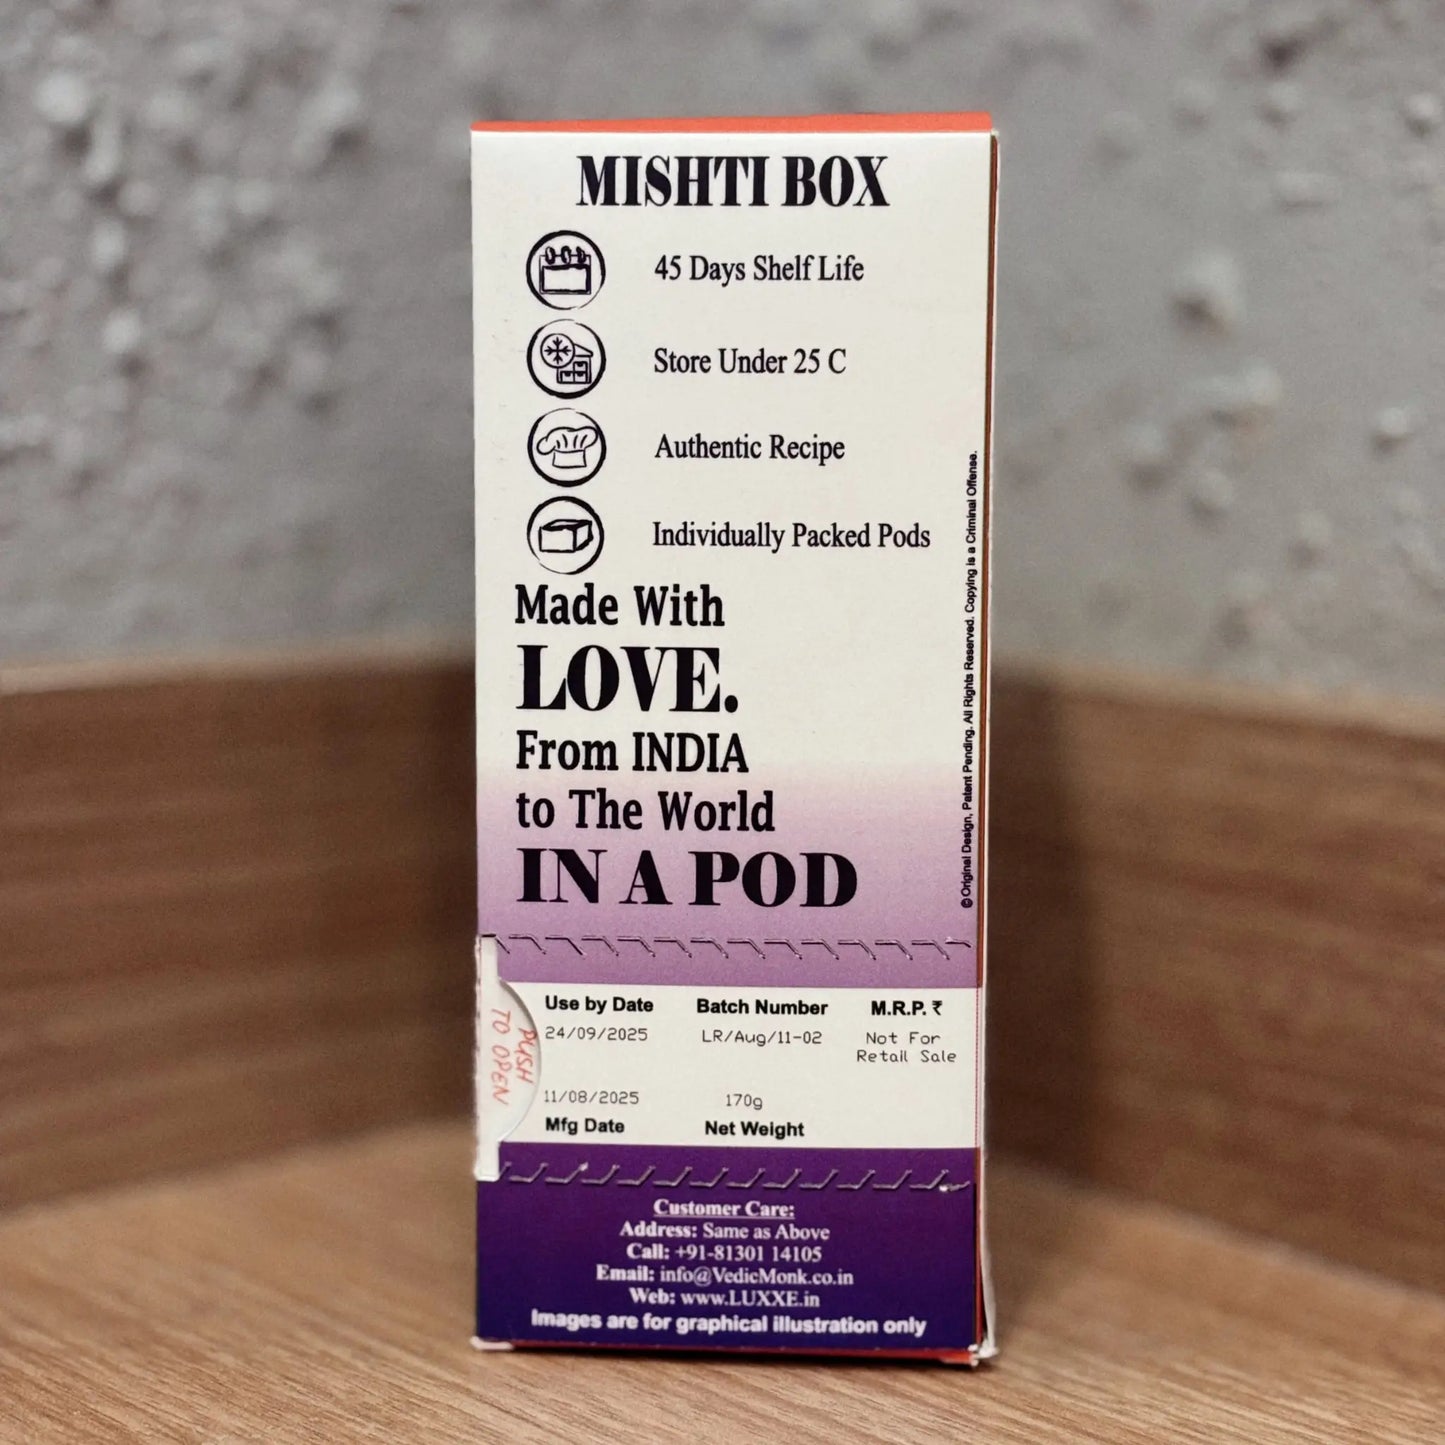 MISHTI BOX
45 Days Shelf Life
Store Under 25 C
Authentic Recipe
Individually Packed Pods
Made With
LOVE.
From INDIA
to The World
IN A POD
© Original Design, Patent Pending. All Rights Reserved. Copying is a Criminal Offense.
PUSH
TO OPEN
Use by Date Batch Number M.R.P. ₹
24/09/2025 LR/Aug/11-02 Not For
Retail Sale
11/08/2025 170g
Mfg Date Net Weight
Customer Care:
Address: Same as Above
Call: +91-81301 14105
Email: info@VedicMonk.co.in
Web: www.LUXXE.in
Images are for graphical illustration only